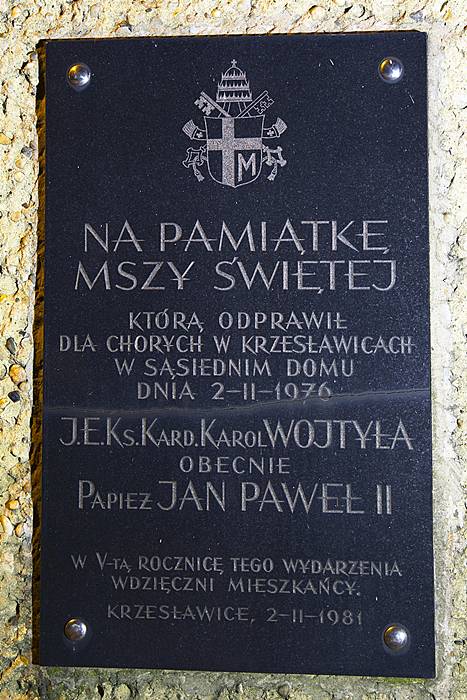 M
NA PAMIĄTKĘ
MSZY ŚWIĘTEJ
KTÓRĄ ODPRAWIŁ
DLA CHORYCH W KRZESŁAWICACH
W SĄSIEDNIM DOMU
DNIA 2-II-1976
J.E.KS.KARD.KAROL WOJTYŁA
OBECNIE
PAPIEŻ JAN PAWEŁ II
W V-TĄ ROCZNICĘ TEGO WYDARZENIA
WDZIĘCZNI MIESZKAŃCY.
KRZESŁAWICE, 2-II-1981